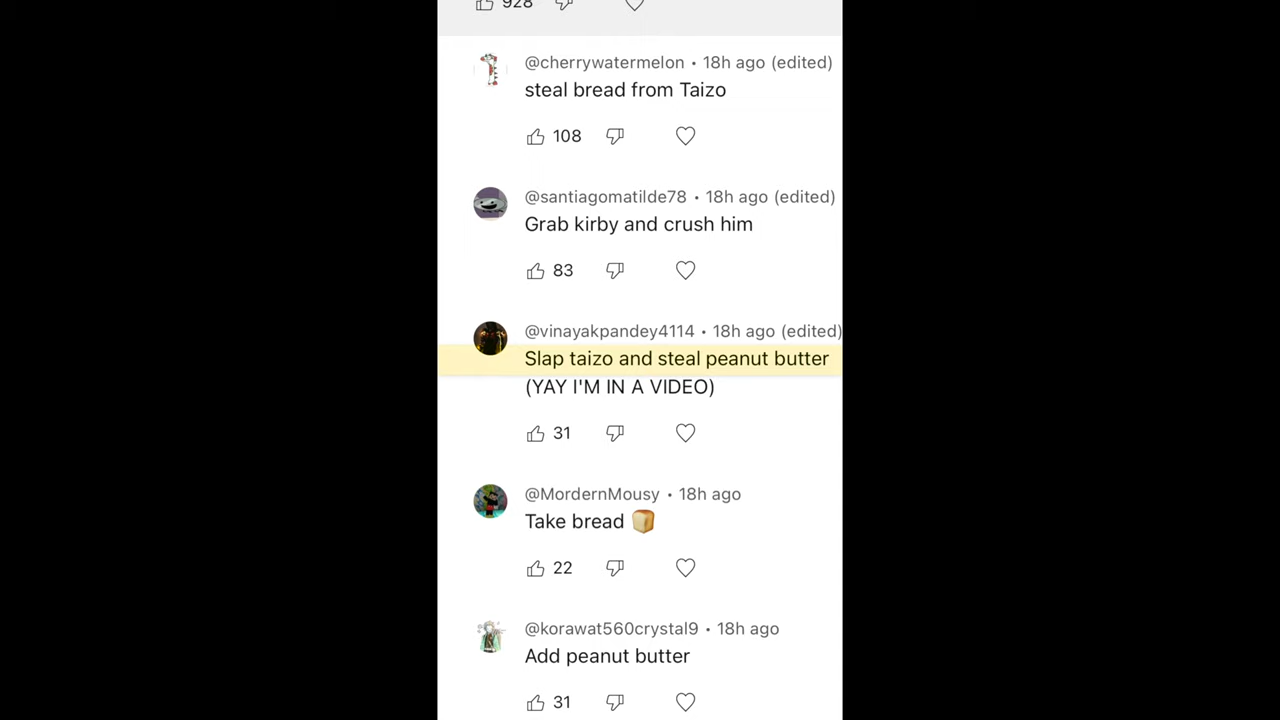 928
@cherrywatermelon • 18h ago (edited)
steal bread from Taizo
108
@santiagomatilde78 • 18h ago (edited)
Grab kirby and crush him
83
@vinayakpandey4114 • 18h ago (edited)
Slap taizo and steal peanut butter
(YAY I'M IN A VIDEO)
31
@MordernMousy • 18h ago
Take bread 🍞
22
@korawat560crystal9 • 18h ago
Add peanut butter
31